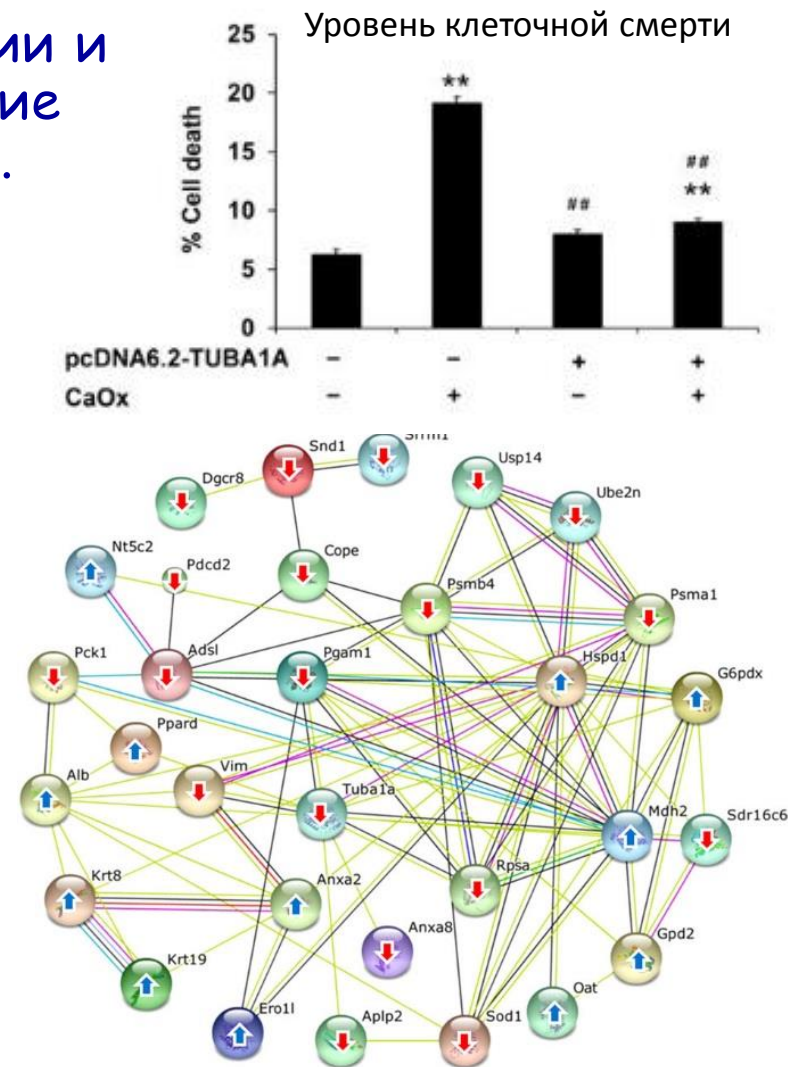 ии и
ие
.
Уровень клеточной смерти
% Cell death
25
20
15
10
5
0
**
##
##
**
pcDNA6.2-TUBA1A − − + +
CaOx − + − +
Snd1
Dgcr8
Usp14
Ube2n
Nt5c2
Pdcd2
Cope
Psmb4
Psma1
Pck1
Adsl
Pgam1
Hspd1
G6pdx
Ppard
Alb
Vim
Tuba1a
Mdh2
Sdr16c6
Krt8
Anxa2
Rpsa
Anxa8
Gpd2
Krt19
Ero1l
Aplp2
Sod1
Oat